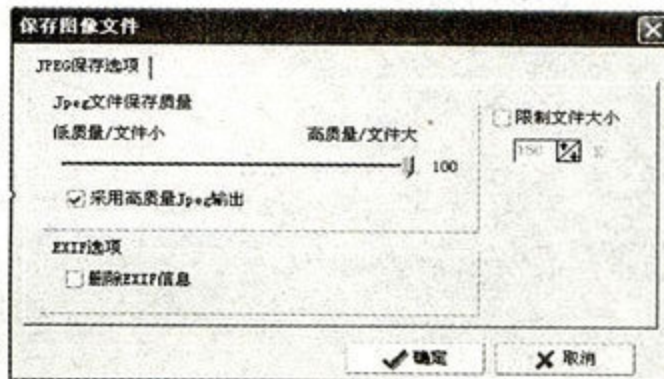 保存图像文件
JPEG保存选项
Jpeg文件保存质量
低质量/文件小 高质量/文件大
100
采用高质量Jpeg输出
限制文件大小
150 K
EXIF选项
删除EXIF信息
确定 取消